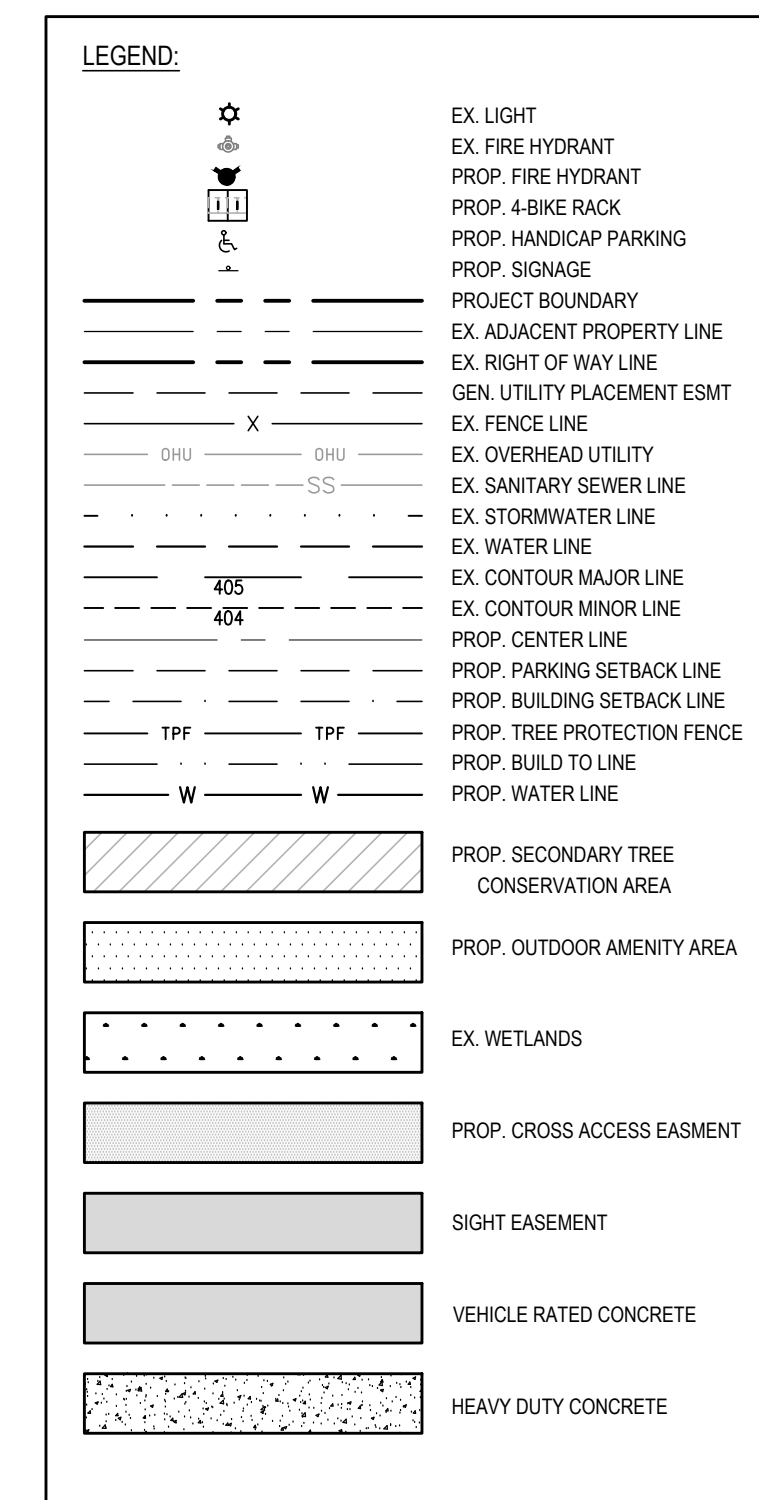 LEGEND:
EX. LIGHT
EX. FIRE HYDRANT
PROP. FIRE HYDRANT
PROP. 4-BIKE RACK
PROP. HANDICAP PARKING
PROP. SIGNAGE
PROJECT BOUNDARY
EX. ADJACENT PROPERTY LINE
EX. RIGHT OF WAY LINE
GEN. UTILITY PLACEMENT ESMT
X EX. FENCE LINE
OHU OHU EX. OVERHEAD UTILITY
SS EX. SANITARY SEWER LINE
EX. STORMWATER LINE
EX. WATER LINE
405 EX. CONTOUR MAJOR LINE
404 EX. CONTOUR MINOR LINE
PROP. CENTER LINE
PROP. PARKING SETBACK LINE
PROP. BUILDING SETBACK LINE
TPF TPF PROP. TREE PROTECTION FENCE
PROP. BUILD TO LINE
W W PROP. WATER LINE
PROP. SECONDARY TREE
CONSERVATION AREA
PROP. OUTDOOR AMENITY AREA
EX. WETLANDS
PROP. CROSS ACCESS EASMENT
SIGHT EASEMENT
VEHICLE RATED CONCRETE
HEAVY DUTY CONCRETE